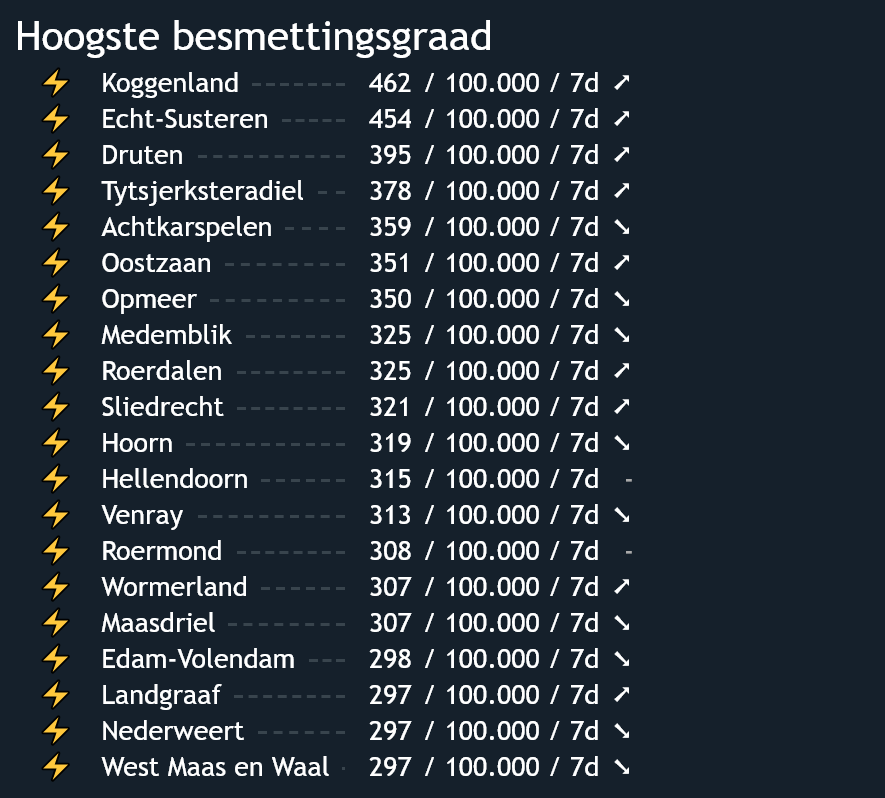 Hoogste besmettingsgraad
⚡ Koggenland ------- 462 / 100.000 / 7d ↗
⚡ Echt-Susteren ----- 454 / 100.000 / 7d ↗
⚡ Druten ----------- 395 / 100.000 / 7d ↗
⚡ Tytsjerksteradiel -- 378 / 100.000 / 7d ↗
⚡ Achtkarspelen ---- 359 / 100.000 / 7d ↘
⚡ Oostzaan --------- 351 / 100.000 / 7d ↗
⚡ Opmeer ---------- 350 / 100.000 / 7d ↘
⚡ Medemblik ------- 325 / 100.000 / 7d ↘
⚡ Roerdalen -------- 325 / 100.000 / 7d ↗
⚡ Sliedrecht -------- 321 / 100.000 / 7d ↗
⚡ Hoorn ------------ 319 / 100.000 / 7d ↘
⚡ Hellendoorn ------ 315 / 100.000 / 7d -
⚡ Venray ----------- 313 / 100.000 / 7d ↘
⚡ Roermond -------- 308 / 100.000 / 7d -
⚡ Wormerland ------ 307 / 100.000 / 7d ↗
⚡ Maasdriel --------- 307 / 100.000 / 7d ↘
⚡ Edam-Volendam --- 298 / 100.000 / 7d ↘
⚡ Landgraaf -------- 297 / 100.000 / 7d ↗
⚡ Nederweert ------ 297 / 100.000 / 7d ↘
⚡ West Maas en Waal - 297 / 100.000 / 7d ↘